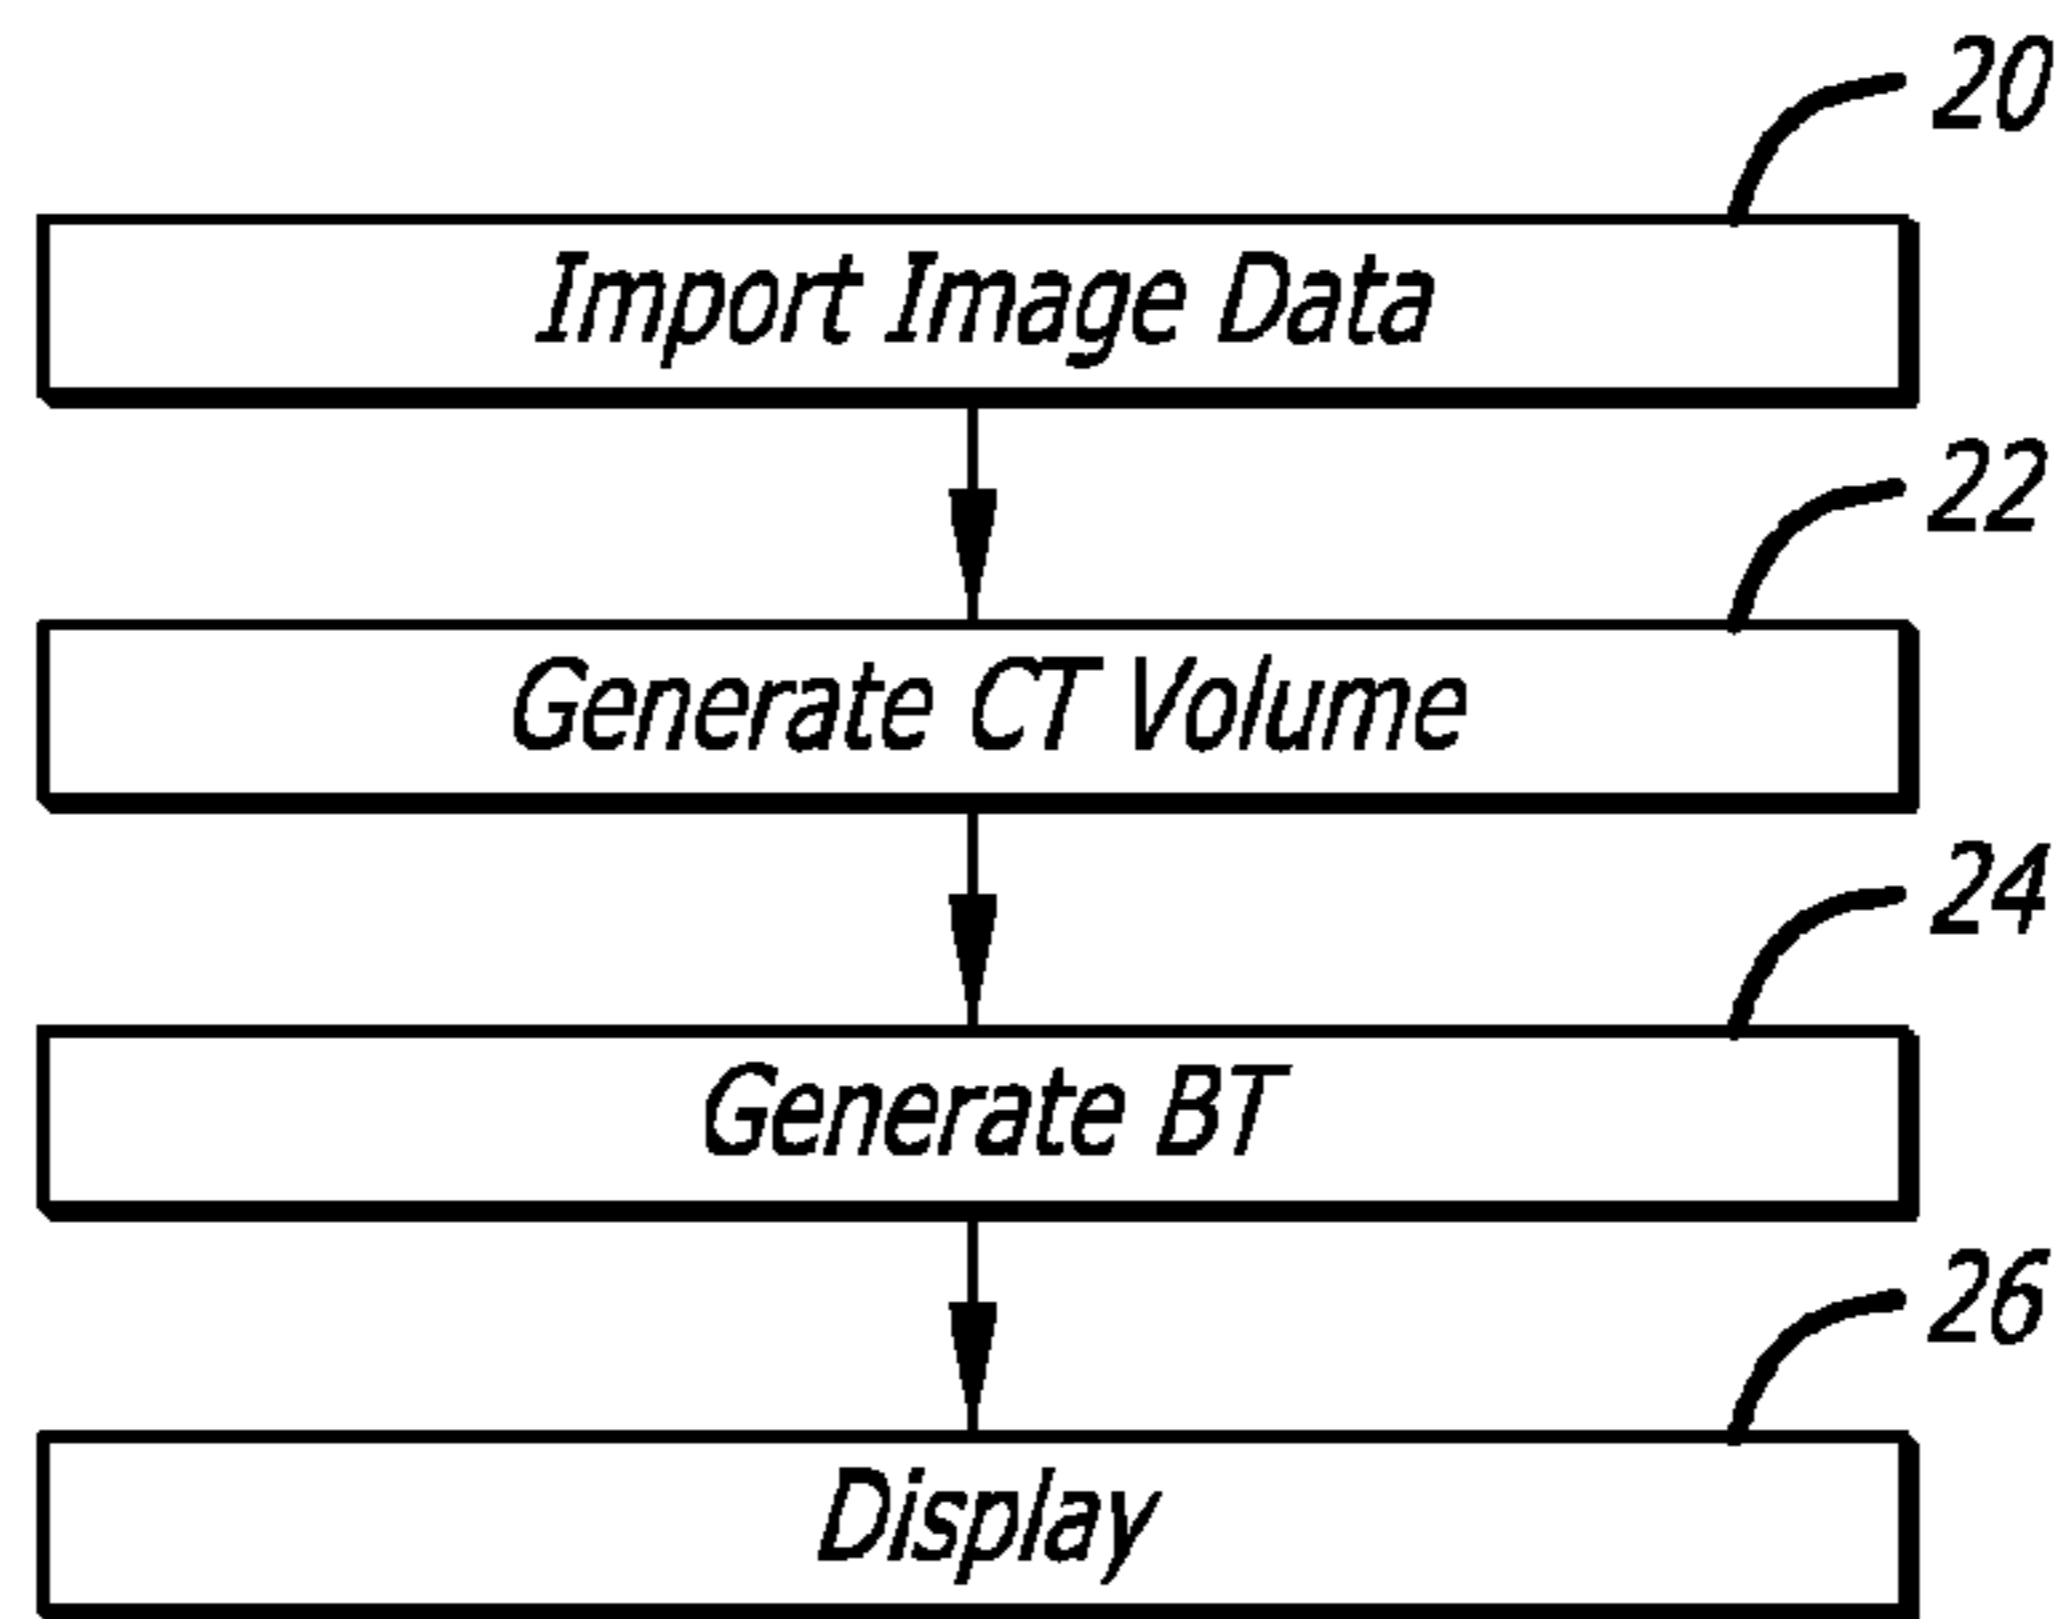 20
Import Image Data
22
Generate CT Volume
24
Generate BT
26
Display